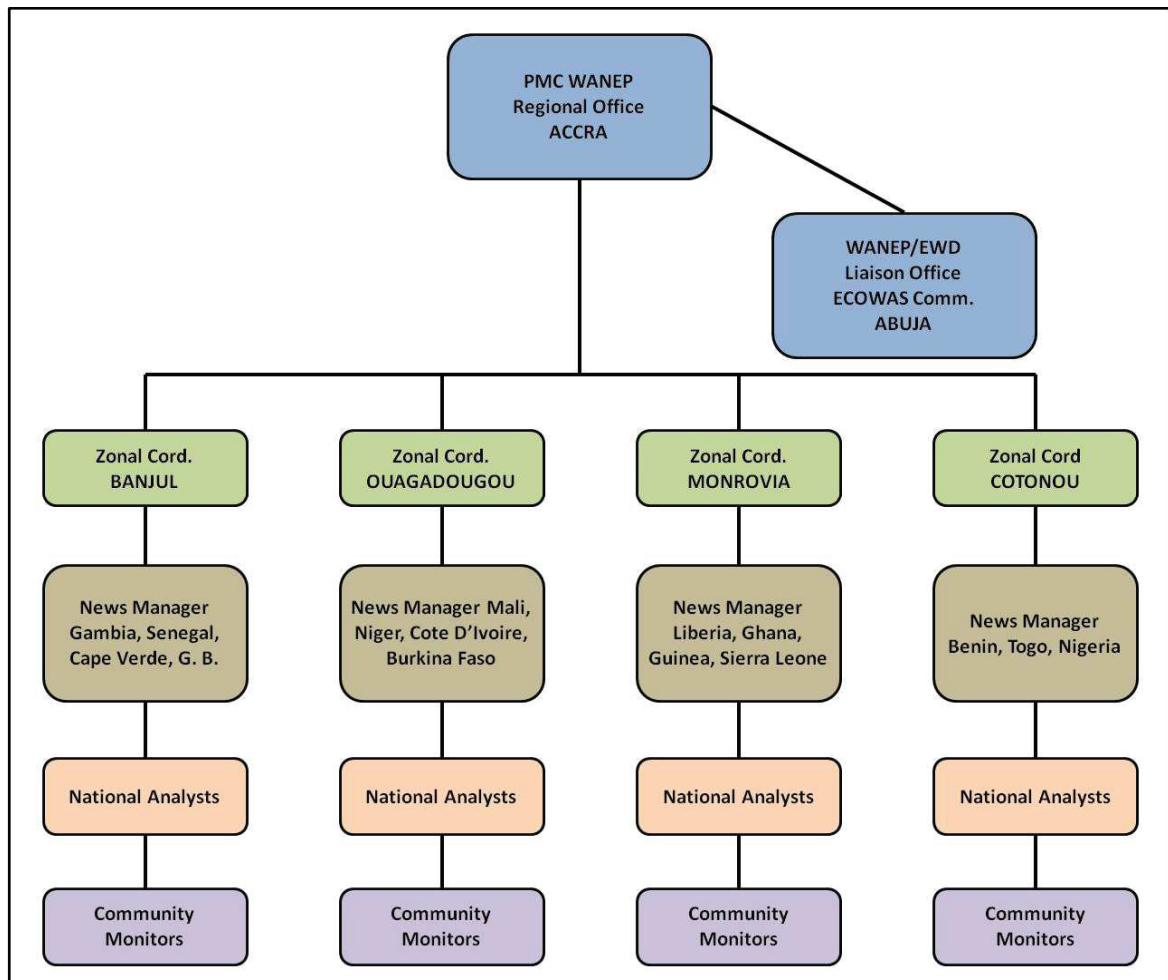 PMC WANEP
Regional Office
ACCRA
WANEP/EWD
Liaison Office
ECOWAS Comm.
ABUJA
Zonal Cord.
BANJUL
Zonal Cord.
OUAGADOUGOU
Zonal Cord.
MONROVIA
Zonal Cord
COTONOU
News Manager
Gambia, Senegal,
Cape Verde, G. B.
News Manager Mali,
Niger, Cote D’Ivoire,
Burkina Faso
News Manager
Liberia, Ghana,
Guinea, Sierra Leone
News Manager
Benin, Togo, Nigeria
National Analysts
National Analysts
National Analysts
National Analysts
Community
Monitors
Community
Monitors
Community
Monitors
Community
Monitors